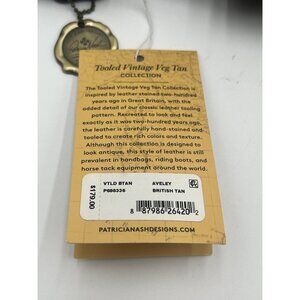 Tooled Vintage Veg Tan
COLLECTION
The Tooled Vintage Veg Tan Collection is
inspired by leather stained two-hundred
years ago in Great Britain, with the
added detail of our classic leather tooling
pattern. Recreated to look and feel
exactly as it was two-hundred years ago,
the leather is carefully hand-stained and
tooled to create rich colors and texture.
Although this collection is designed to
look antique, this style of leather is still
prevalent in handbags, riding boots, and
horse tack equipment around the world.
$179.00
VTLD BTAN AVELEY
P698336 BRITISH TAN
8 87986 26420 2
PATRICIANASHDESIGNS.COM